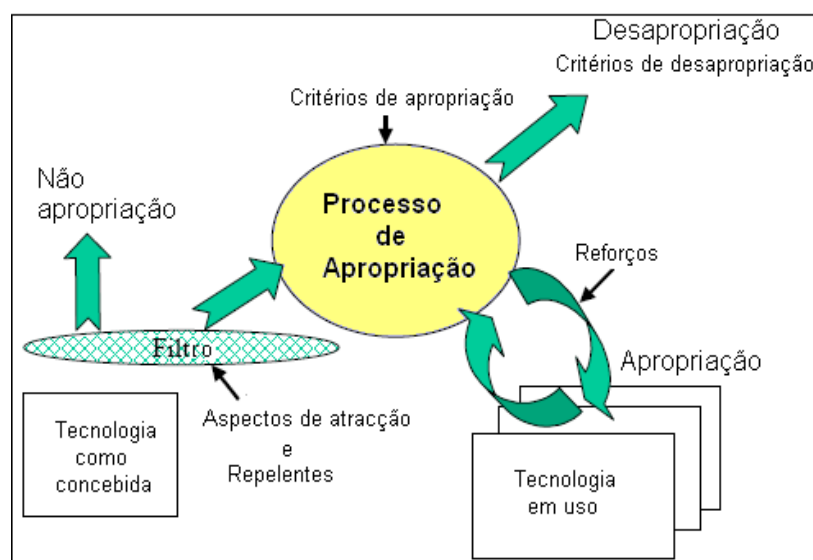 Desapropriação
Critérios de desapropriação
Critérios de apropriação
Não
apropriação
Processo
de
Apropriação
Reforços
Filtro
Apropriação
Aspectos de atracção
e
Repelentes
Tecnologia
como
concebida
Tecnologia
em uso